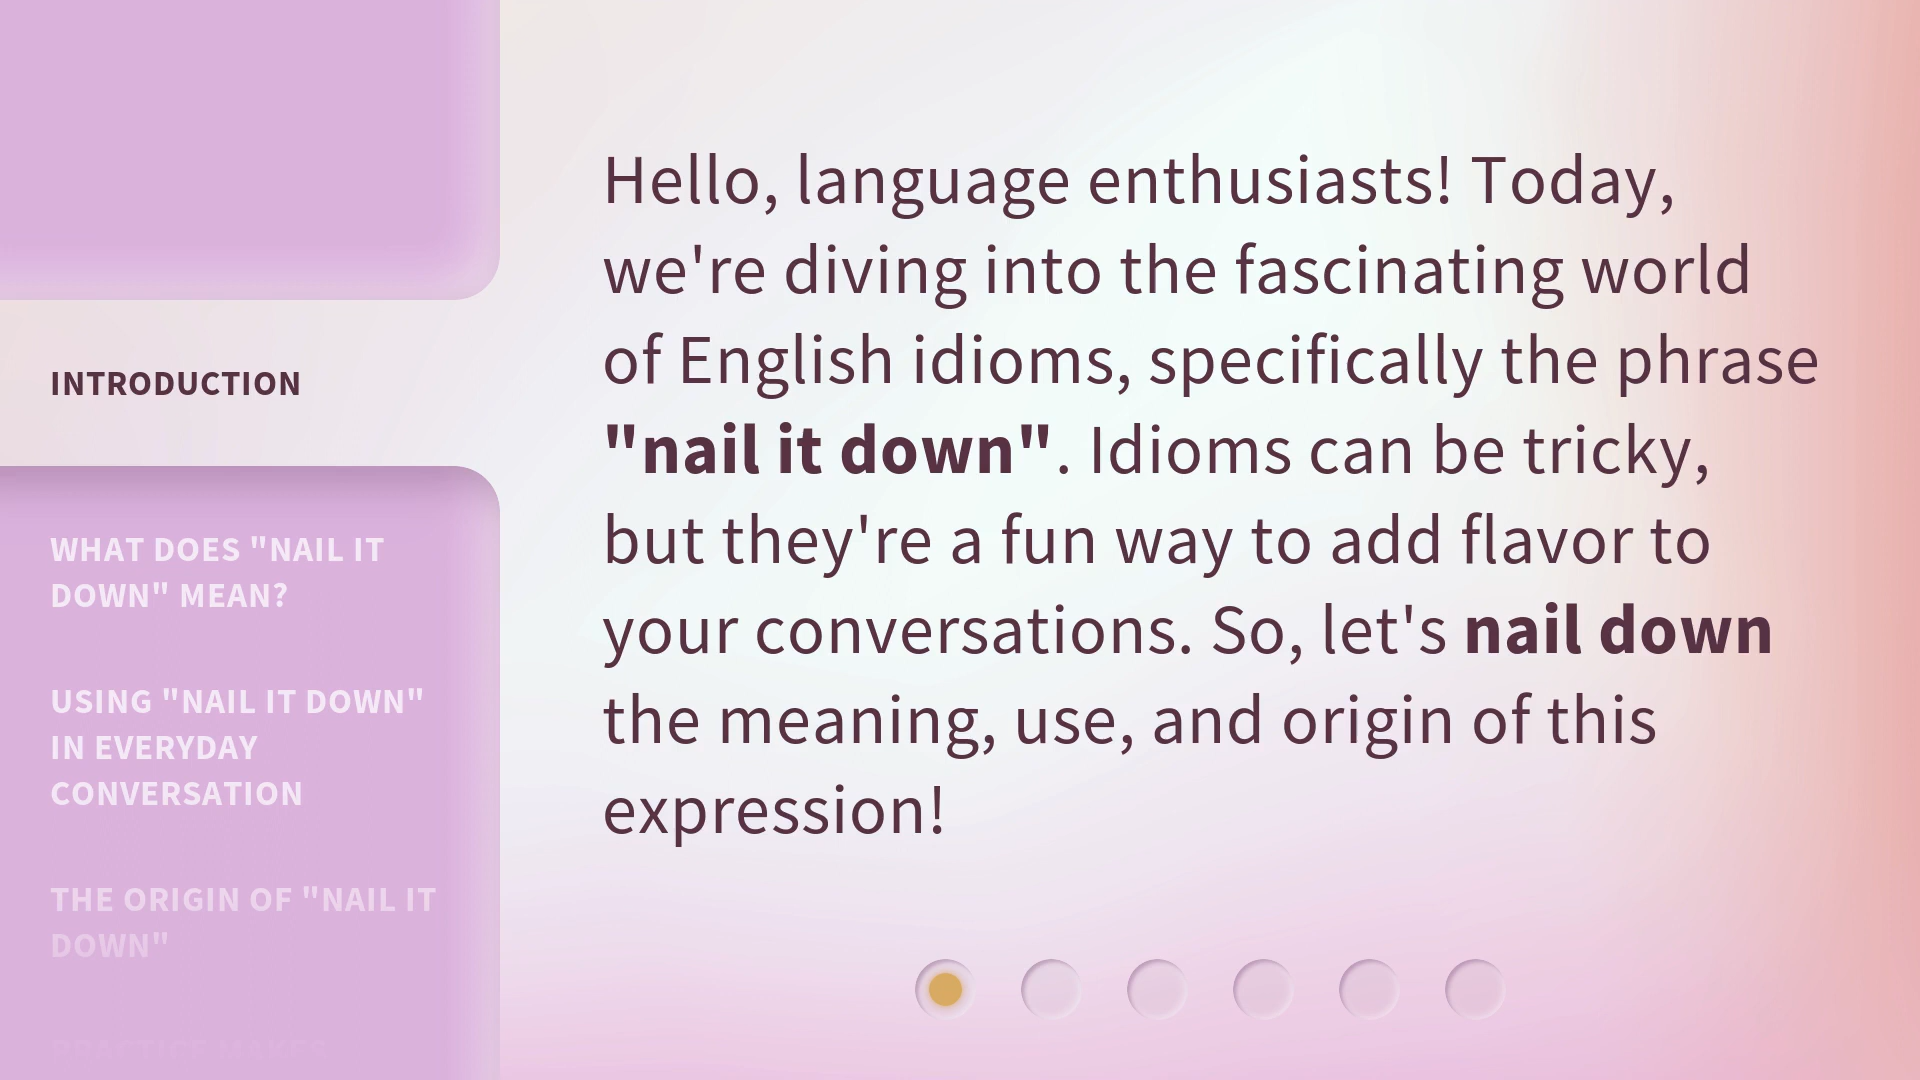 INTRODUCTION
WHAT DOES "NAIL IT
DOWN" MEAN?
USING "NAIL IT DOWN"
IN EVERYDAY
CONVERSATION
THE ORIGIN OF "NAIL IT
DOWN"
PRACTICE MAKES
Hello, language enthusiasts! Today,
we're diving into the fascinating world
of English idioms, specifically the phrase
"nail it down". Idioms can be tricky,
but they're a fun way to add flavor to
your conversations. So, let's nail down
the meaning, use, and origin of this
expression!